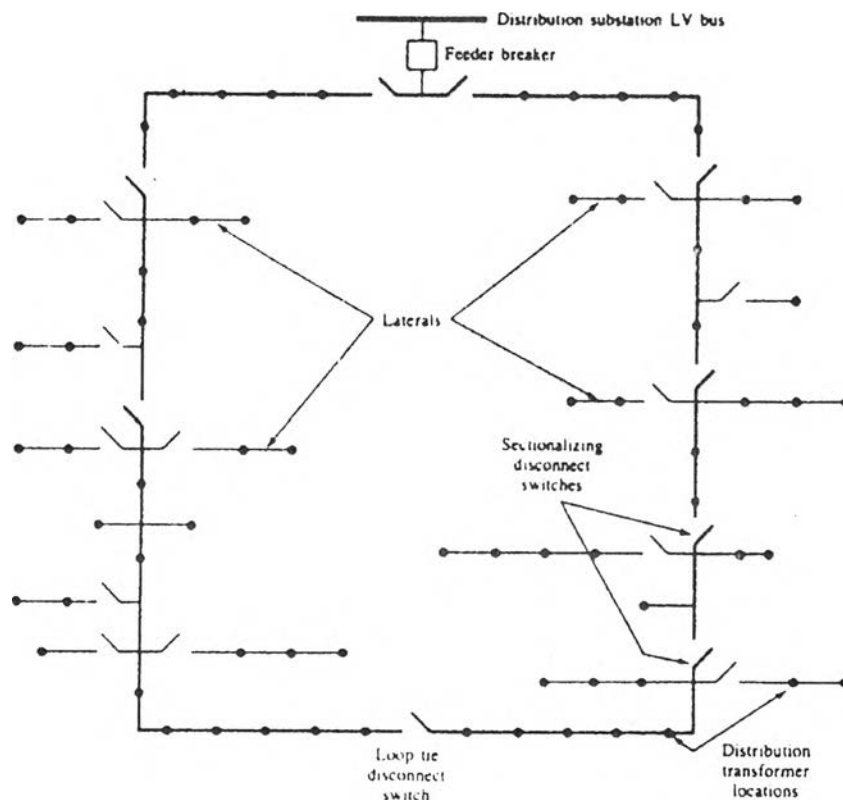 Distribution substation LV bus
Feeder breaker
Laterals
Sectionalizing
disconnect
switches
Loop tie
disconnect
switch
Distribution
transformer
locations